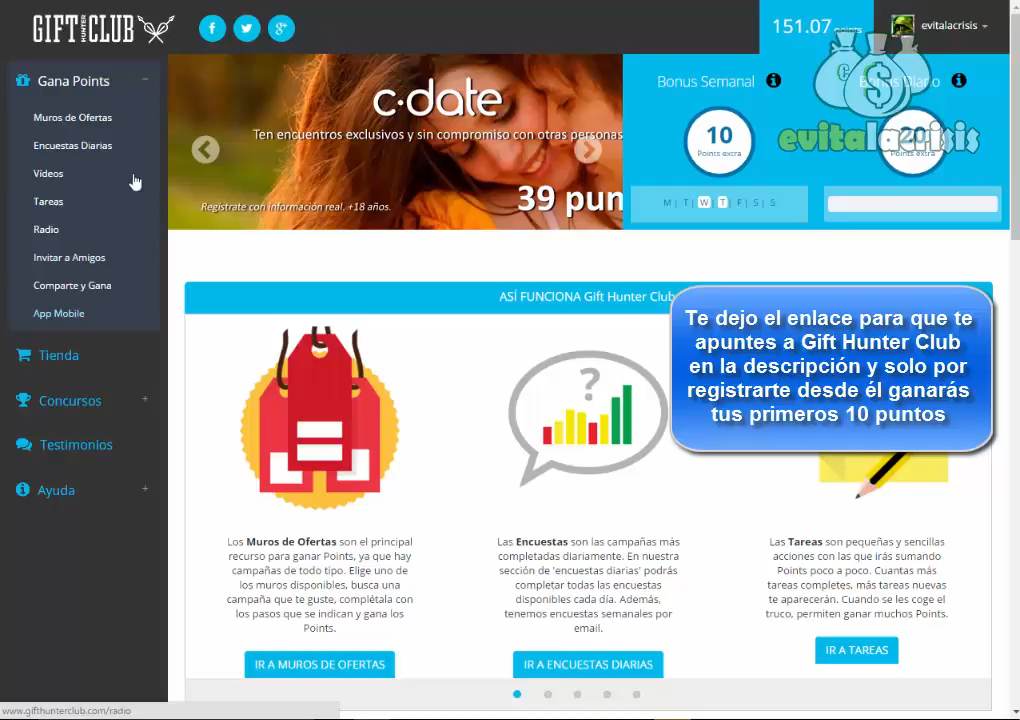 GIFT HUNTER CLUB
151.07 points
evitalacrisis
Gana Points
Muros de Ofertas
Encuestas Diarias
Vídeos
Tareas
Radio
Invitar a Amigos
Comparte y Gana
App Mobile
Tienda
Concursos
Testimonios
Ayuda
c-date
Ten encuentros exclusivos y sin compromiso con otras personas
39 pun
Registrate con información real. +18 años.
Bonus Semanal
Bonus Diario
evitalacrisis
10
Points extra
20
Points extra
M | T | W | T | F | S | S
ASÍ FUNCIONA Gift Hunter Club
Te dejo el enlace para que te
apuntes a Gift Hunter Club
en la descripción y solo por
registrarte desde él ganarás
tus primeros 10 puntos
?
Los Muros de Ofertas son el principal
recurso para ganar Points, ya que hay
campañas de todo tipo. Elige uno de
los muros disponibles, busca una
campaña que te guste, complétala con
los pasos que se indican y gana los
Points.
IR A MUROS DE OFERTAS
Las Encuestas son las campañas más
completadas diariamente. En nuestra
sección de 'encuestas diarias' podrás
completar todas las encuestas
disponibles cada día. Además,
tenemos encuestas semanales por
email.
IR A ENCUESTAS DIARIAS
Las Tareas son pequeñas y sencillas
acciones con las que irás sumando
Points poco a poco. Cuantas más
tareas completes, más tareas nuevas
te aparecerán. Cuando se les coge el
truco, permiten ganar muchos Points.
IR A TAREAS
www.gifthunterclub.com/radio